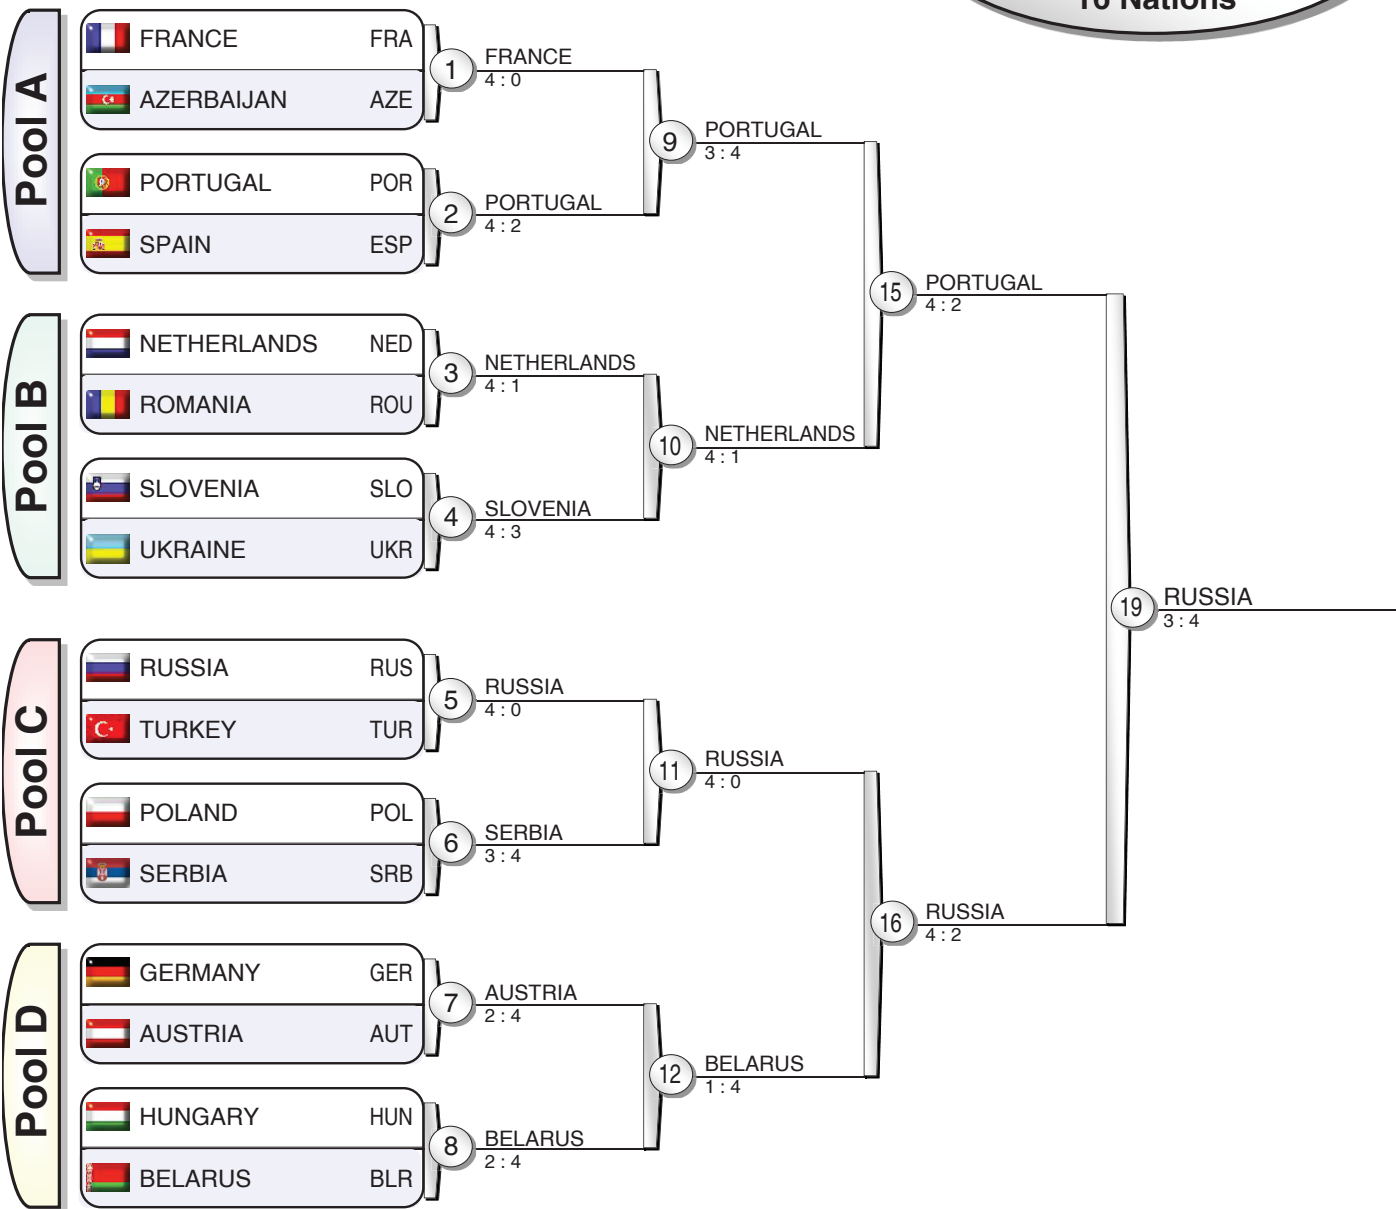 16 Nations
Pool A
FRANCE FRA
AZERBAIJAN AZE
PORTUGAL POR
SPAIN ESP
Pool B
NETHERLANDS NED
ROMANIA ROU
SLOVENIA SLO
UKRAINE UKR
Pool C
RUSSIA RUS
TURKEY TUR
POLAND POL
SERBIA SRB
Pool D
GERMANY GER
AUSTRIA AUT
HUNGARY HUN
BELARUS BLR
1 FRANCE
4 : 0
2 PORTUGAL
4 : 2
3 NETHERLANDS
4 : 1
4 SLOVENIA
4 : 3
5 RUSSIA
4 : 0
6 SERBIA
3 : 4
7 AUSTRIA
2 : 4
8 BELARUS
2 : 4
9 PORTUGAL
3 : 4
10 NETHERLANDS
4 : 1
11 RUSSIA
4 : 0
12 BELARUS
1 : 4
15 PORTUGAL
4 : 2
16 RUSSIA
4 : 2
19 RUSSIA
3 : 4